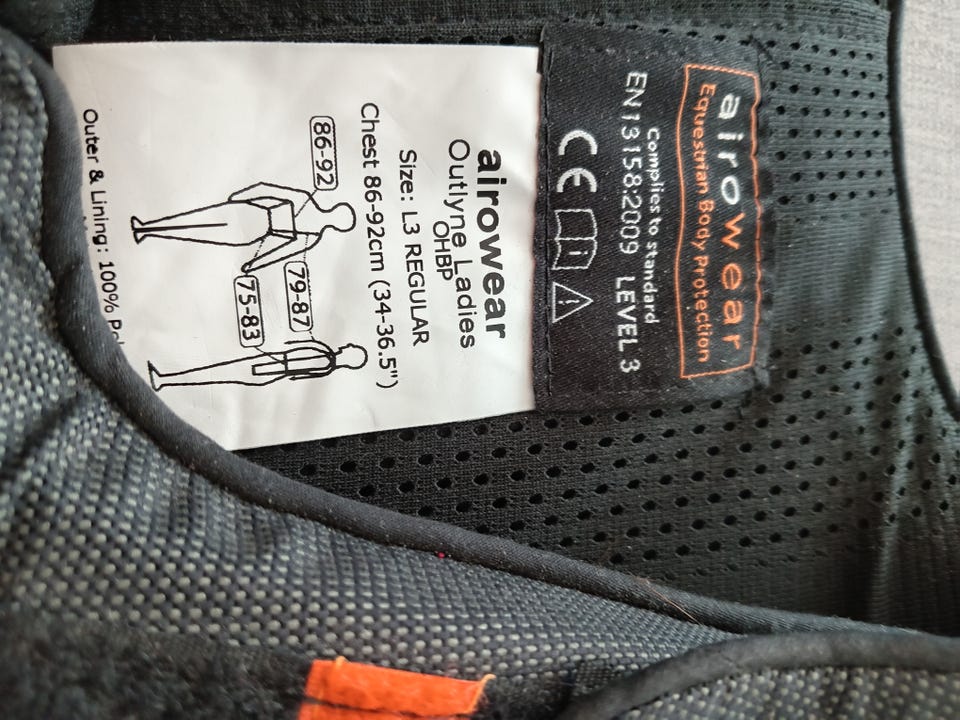 airowear
Equestrian Body Protection
Complies to standard
EN13158:2009 LEVEL 3
CE
airowear
Outlyne Ladies
OHBP
Size: L3 REGULAR
Chest 86-92cm (34-36.5")
86-92
79-87
75-83
Outer & Lining: 100%